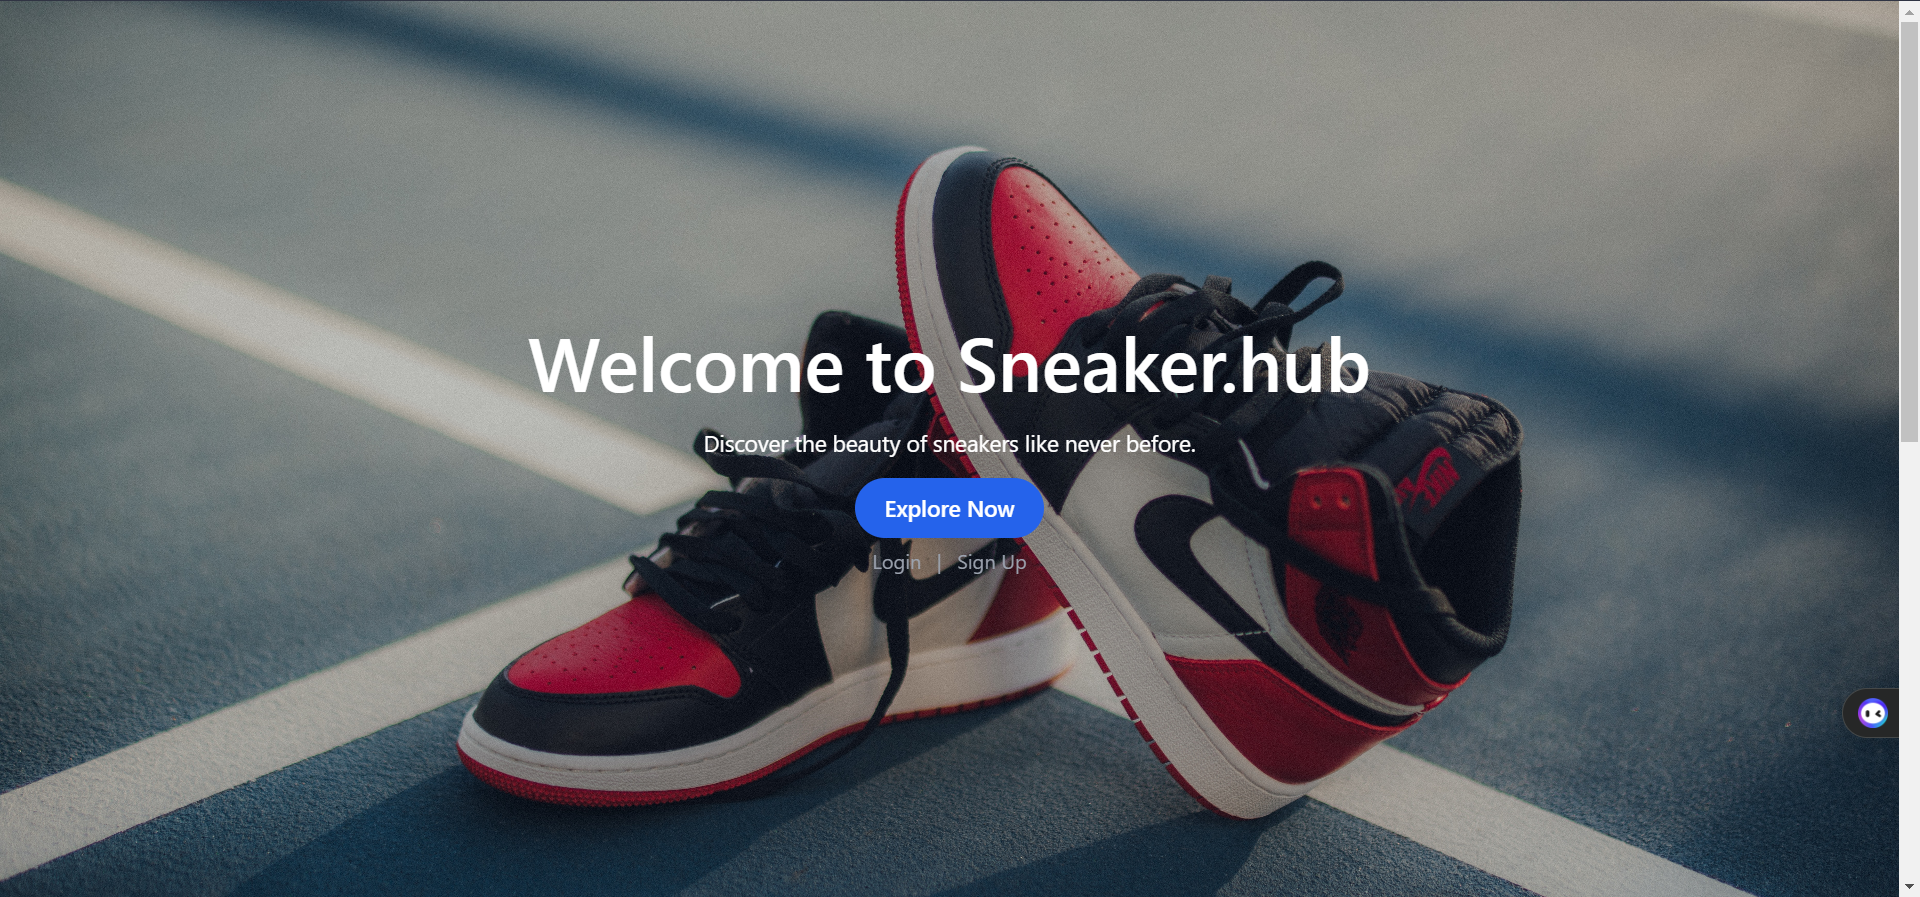 Welcome to Sneaker.hub
Discover the beauty of sneakers like never before.
Explore Now
Login | Sign Up